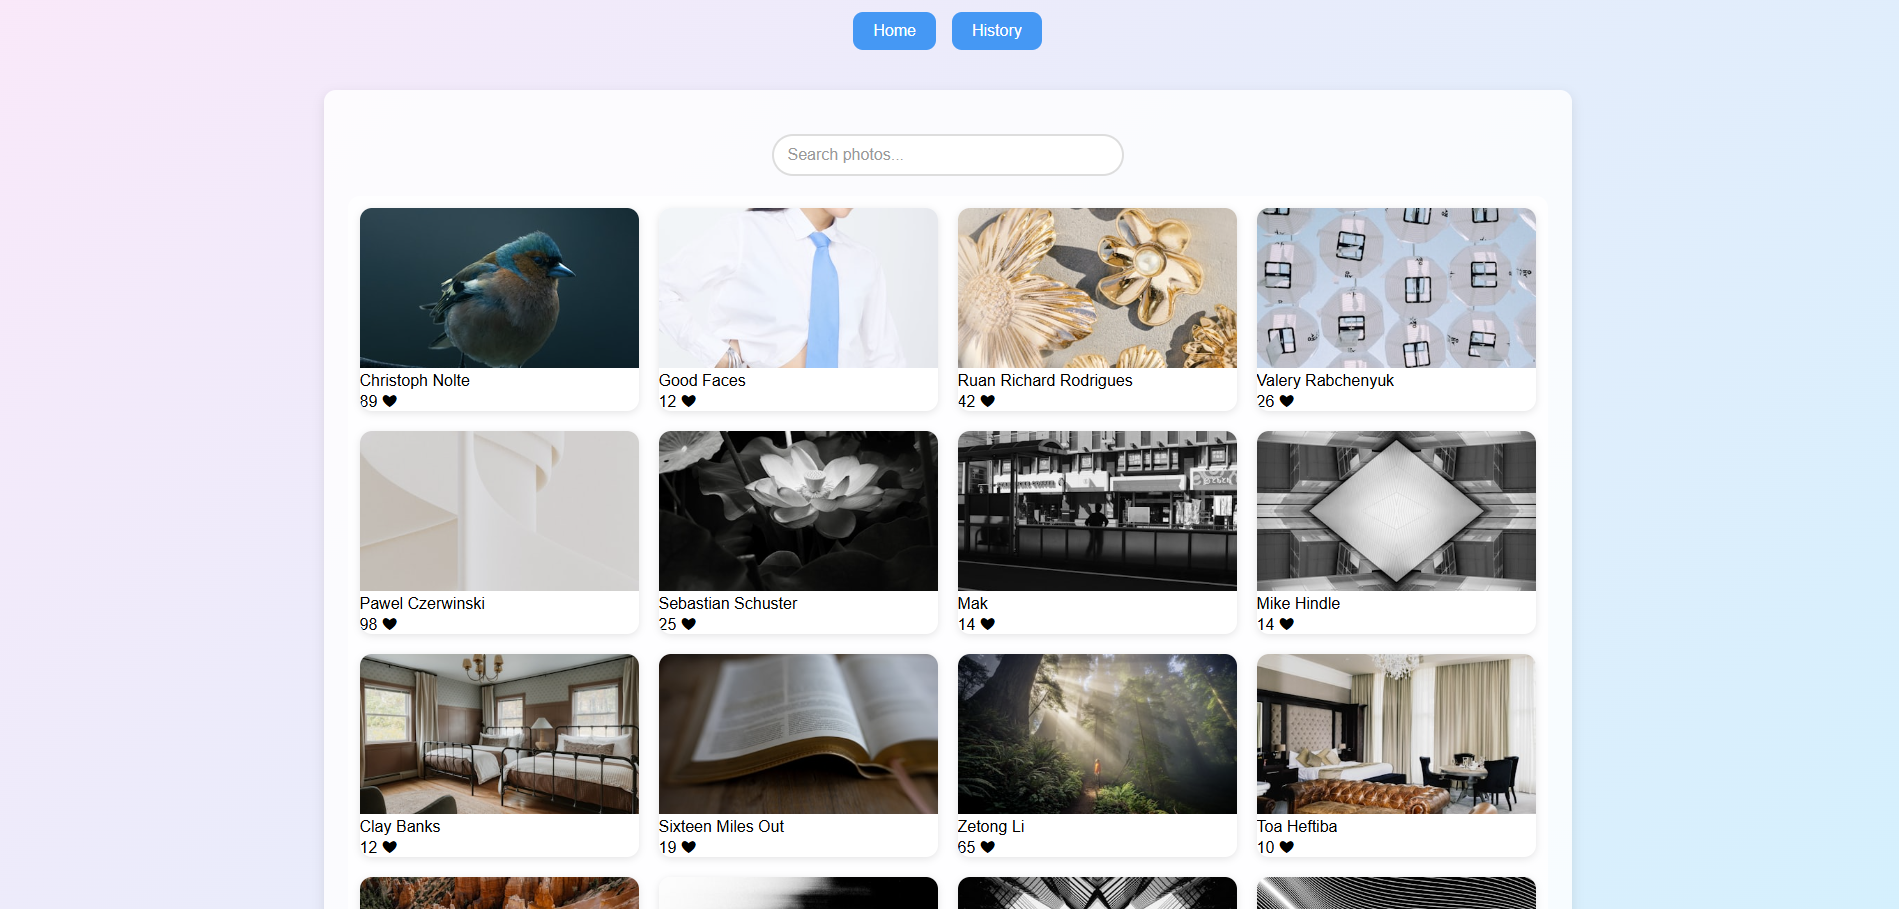 Home
History
Search photos...
Christoph Nolte
89 ♥
Good Faces
12 ♥
Ruan Richard Rodrigues
42 ♥
Valery Rabchenyuk
26 ♥
Pawel Czerwinski
98 ♥
Sebastian Schuster
25 ♥
Mak
14 ♥
Mike Hindle
14 ♥
Clay Banks
12 ♥
Sixteen Miles Out
19 ♥
Zetong Li
65 ♥
Toa Heftiba
10 ♥